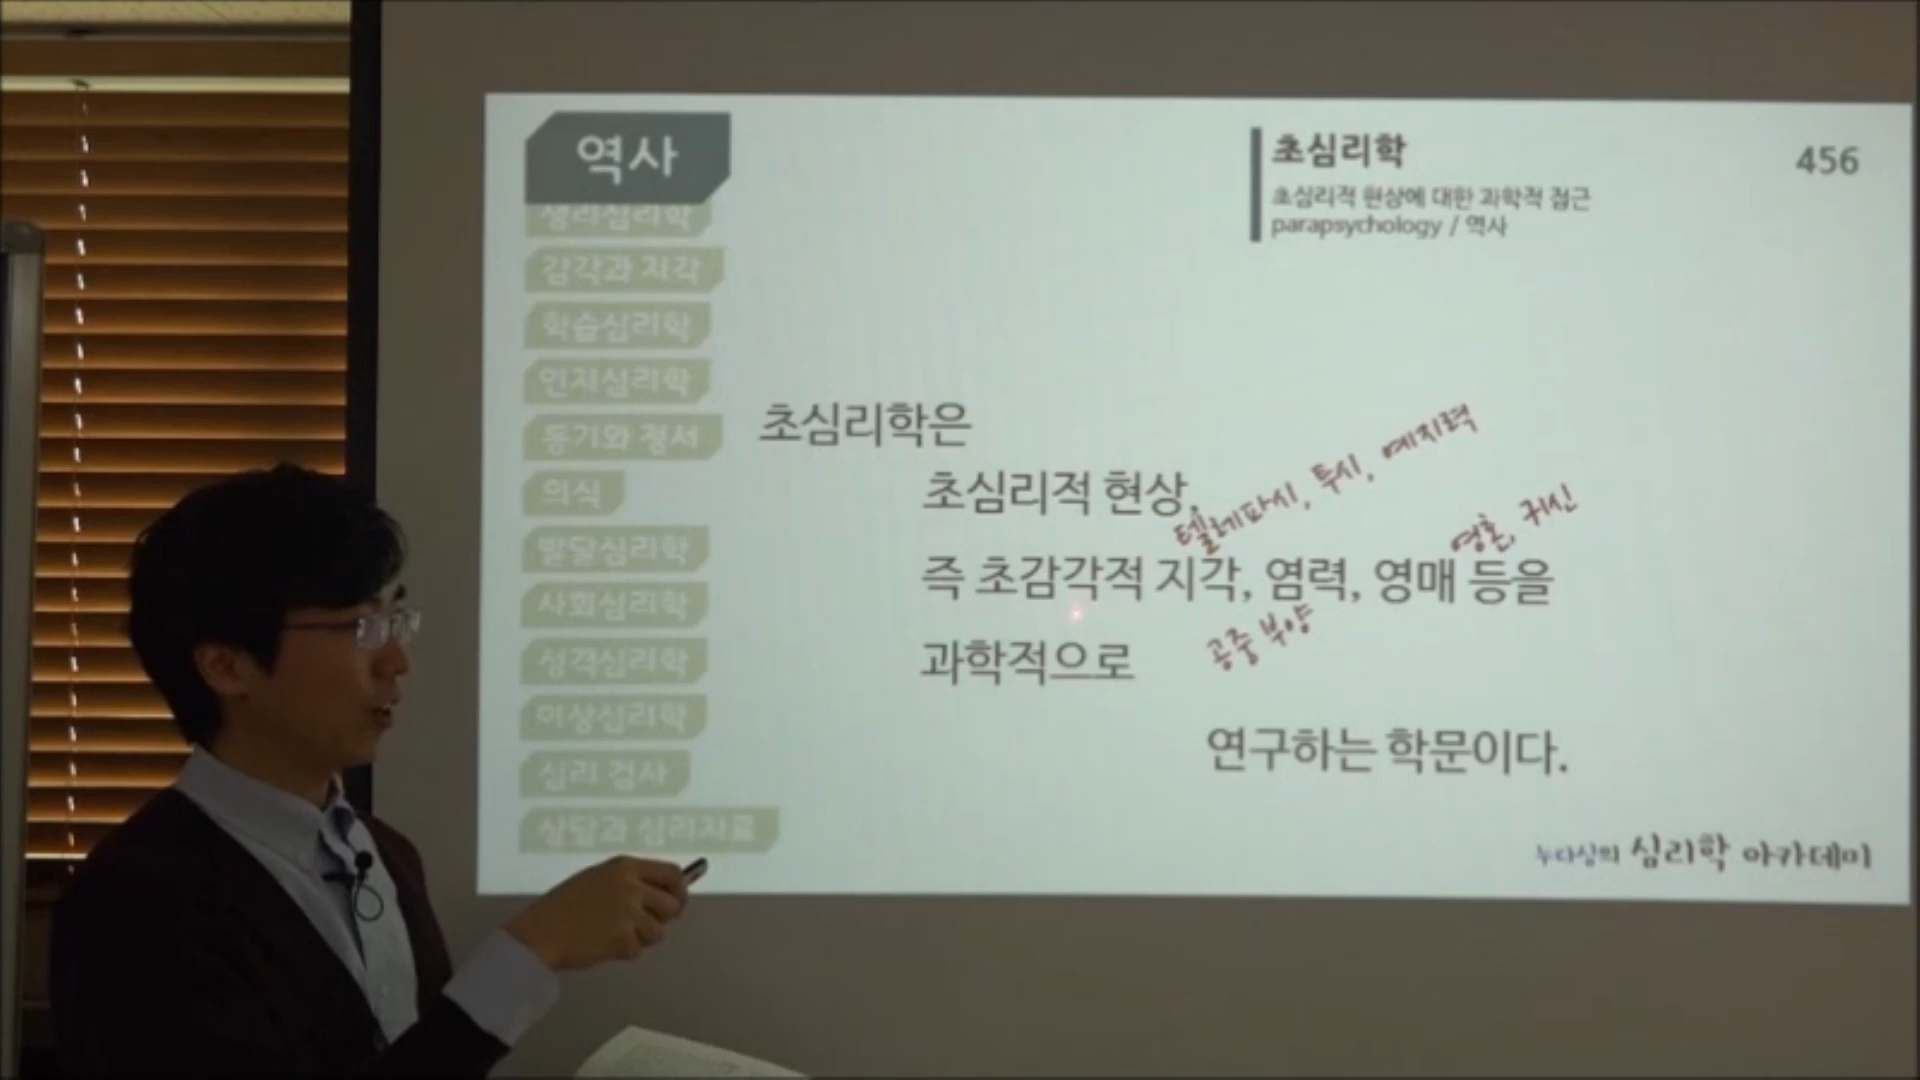 역사
생리심리학
감각과 지각
학습심리학
인지심리학
동기와 정서
의식
발달심리학
사회심리학
성격심리학
이상심리학
심리 검사
상담과 심리치료
초심리학
초심리적 현상에 대한 과학적 접근
parapsychology / 역사
456
초심리학은
초심리적 현상,
텔레파시, 투시, 예지력
영혼, 귀신
즉 초감각적 지각, 염력, 영매 등을
공중 부양
과학적으로
연구하는 학문이다.
누다심의 심리학 아카데미